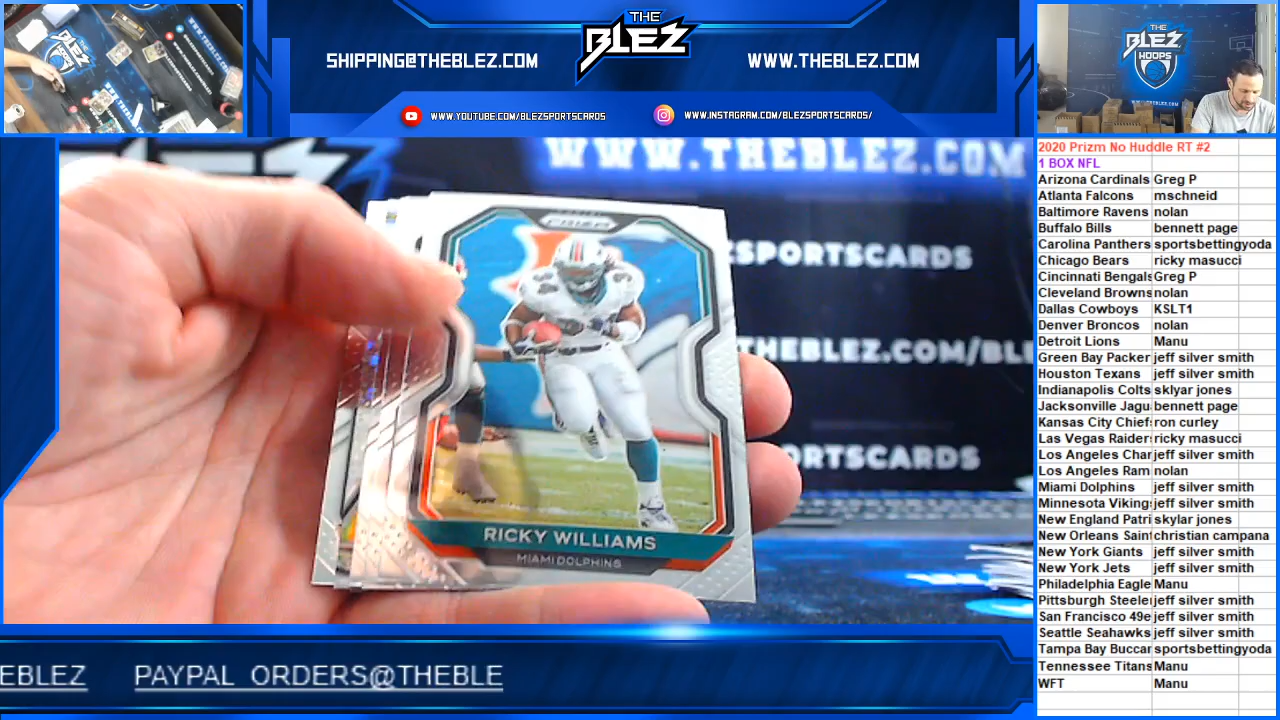 SHIPPING@THEBLEZ.COM
THE
BLEZ
WWW.THEBLEZ.COM
WWW.YOUTUBE.COM/BLEZSPORTSCARDS
WWW.INSTAGRAM.COM/BLEZSPORTSCARDS/
THE
BLEZ
HOOPS
WWW.THEBLEZ.COM
ZSPORTSCARDS
THEBLEZ.COM/BL
SPORTSCARDS
PRIZM
RICKY WILLIAMS
MIAMI DOLPHINS
2020 Prizm No Huddle RT #2
1 BOX NFL
Arizona Cardinals Greg P
Atlanta Falcons mschneid
Baltimore Ravens nolan
Buffalo Bills bennett page
Carolina Panthers sportsbettingyoda
Chicago Bears ricky masucci
Cincinnati Bengals Greg P
Cleveland Browns nolan
Dallas Cowboys KSLT1
Denver Broncos nolan
Detroit Lions Manu
Green Bay Packer jeff silver smith
Houston Texans jeff silver smith
Indianapolis Colts sklyar jones
Jacksonville Jagu bennett page
Kansas City Chief ron curley
Las Vegas Raider ricky masucci
Los Angeles Char jeff silver smith
Los Angeles Ram nolan
Miami Dolphins jeff silver smith
Minnesota Viking jeff silver smith
New England Patri skylar jones
New Orleans Saint christian campana
New York Giants jeff silver smith
New York Jets jeff silver smith
Philadelphia Eagle Manu
Pittsburgh Steele jeff silver smith
San Francisco 49e jeff silver smith
Seattle Seahawks jeff silver smith
Tampa Bay Buccar sportsbettingyoda
Tennessee Titans Manu
WFT Manu
EBLEZ PAYPAL ORDERS@THEBLE